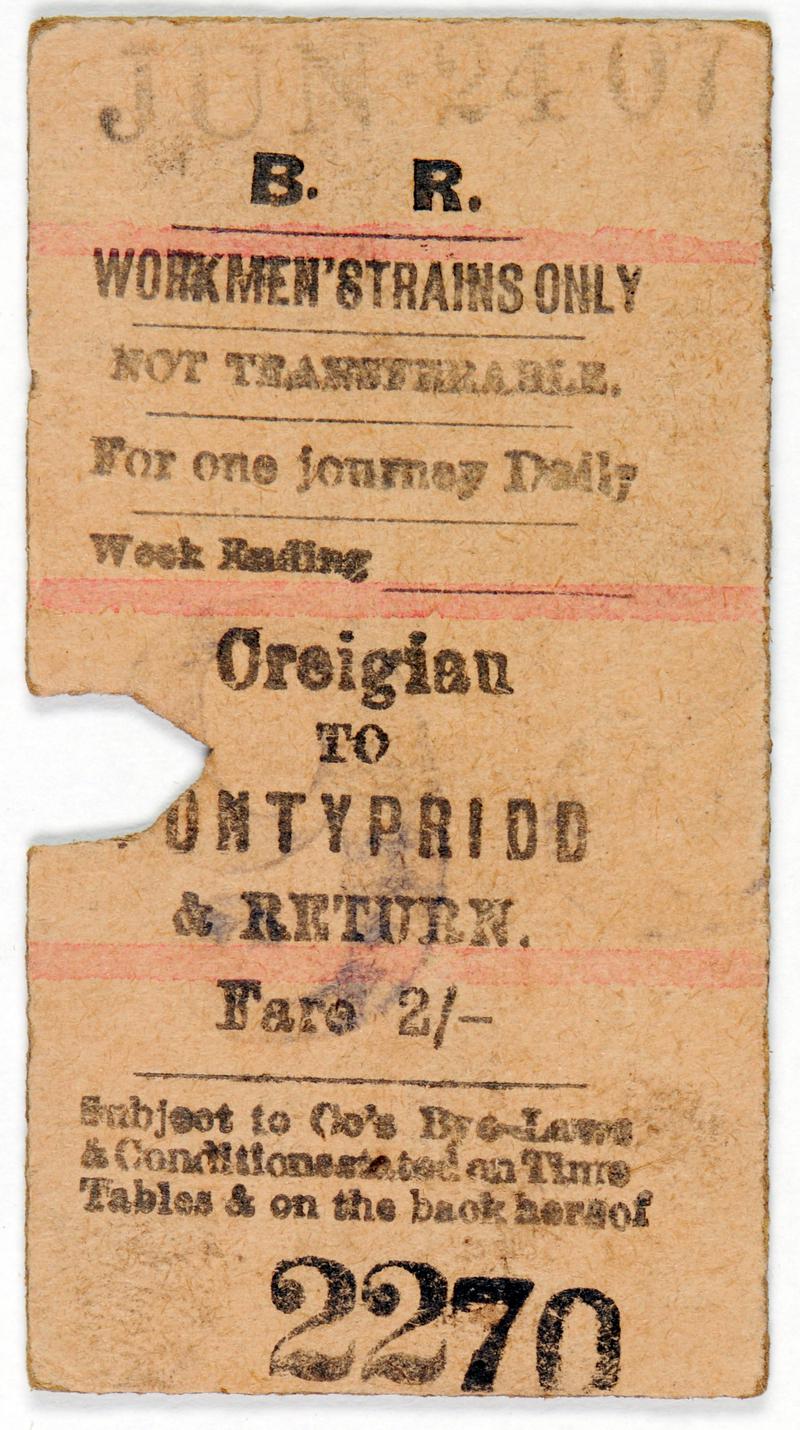 JUN 24 07
B. R.
WORKMEN'S TRAINS ONLY
NOT TRANSFERABLE.
For one journey Daily
Week Ending
Creigiau
TO
ONTYPRIDD
& RETURN.
Fare 2/-
Subject to Co's Bye-Laws
& Conditions stated on Time
Tables & on the back hereof
2270